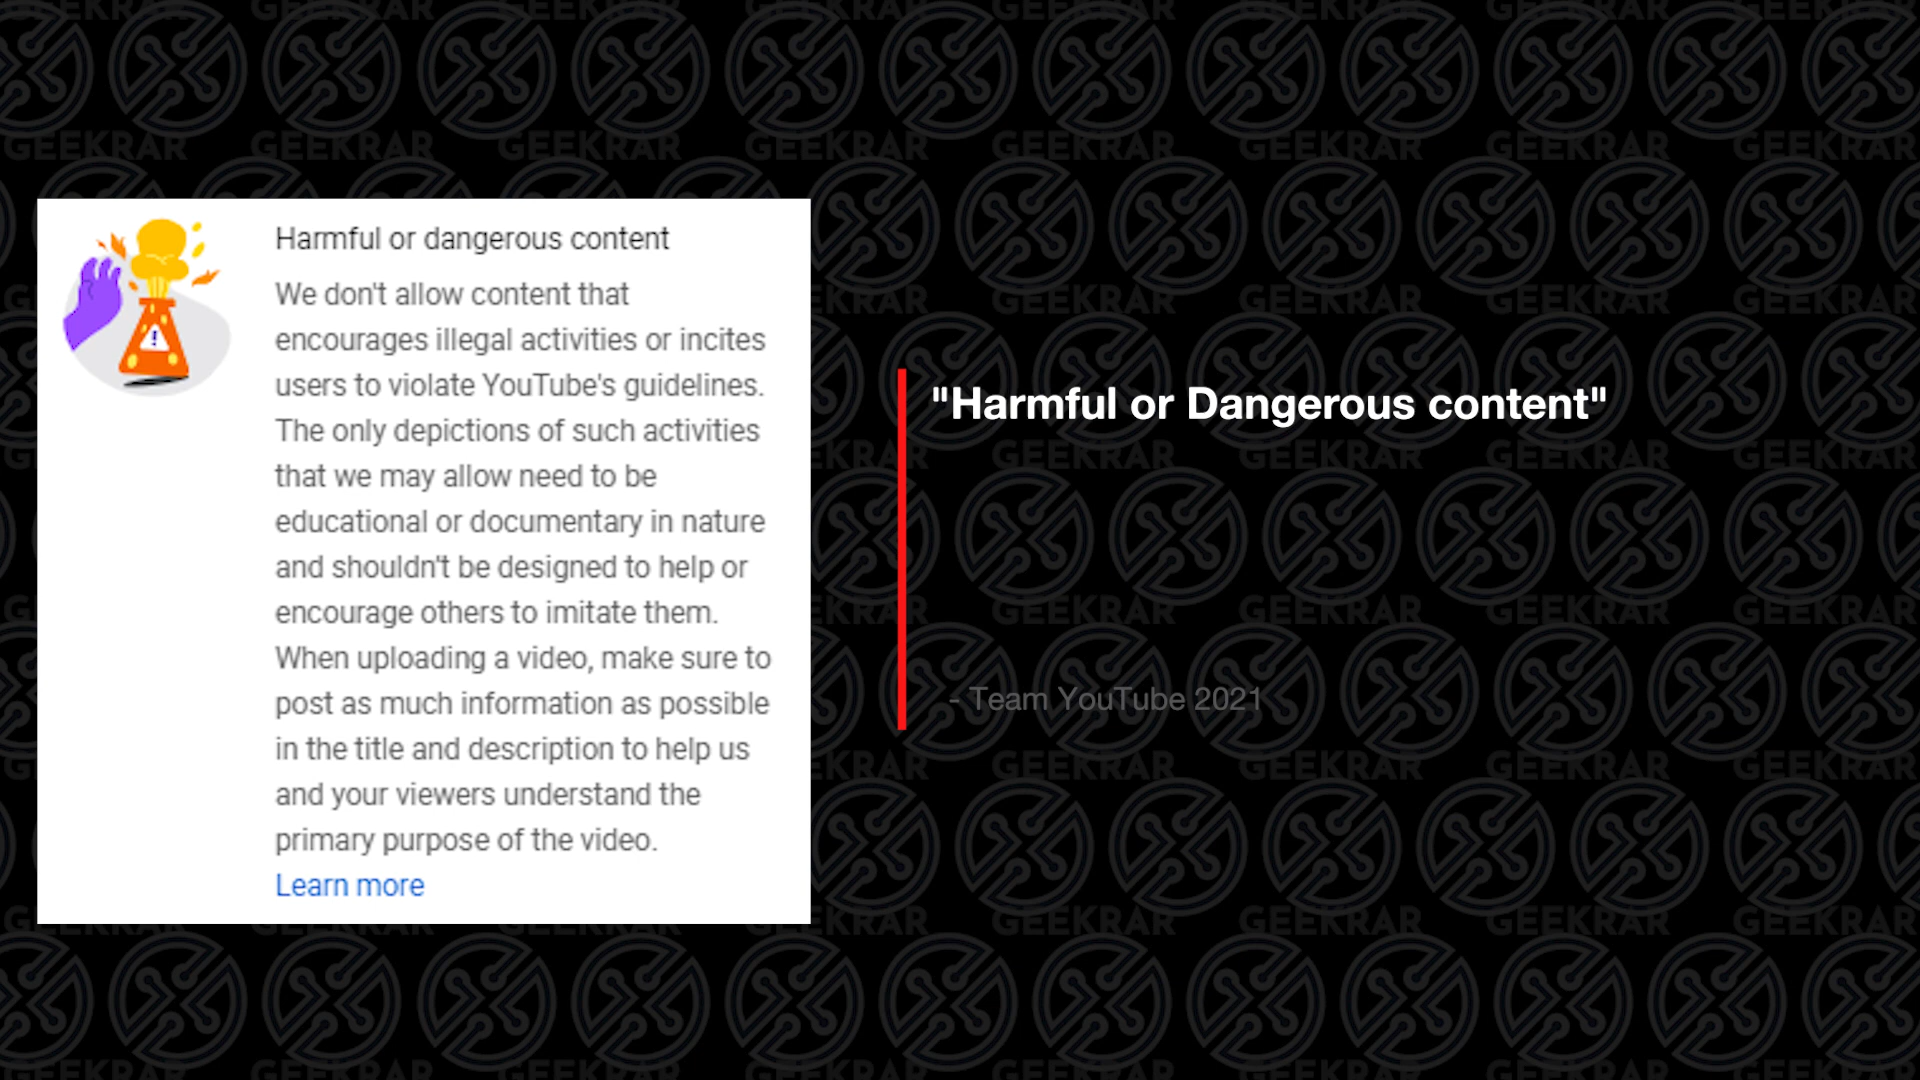 Harmful or dangerous content
We don't allow content that
encourages illegal activities or incites
users to violate YouTube's guidelines.
The only depictions of such activities
that we may allow need to be
educational or documentary in nature
and shouldn't be designed to help or
encourage others to imitate them.
When uploading a video, make sure to
post as much information as possible
in the title and description to help us
and your viewers understand the
primary purpose of the video.
Learn more
"Harmful or Dangerous content"
- Team YouTube 2021
GEEKRAR